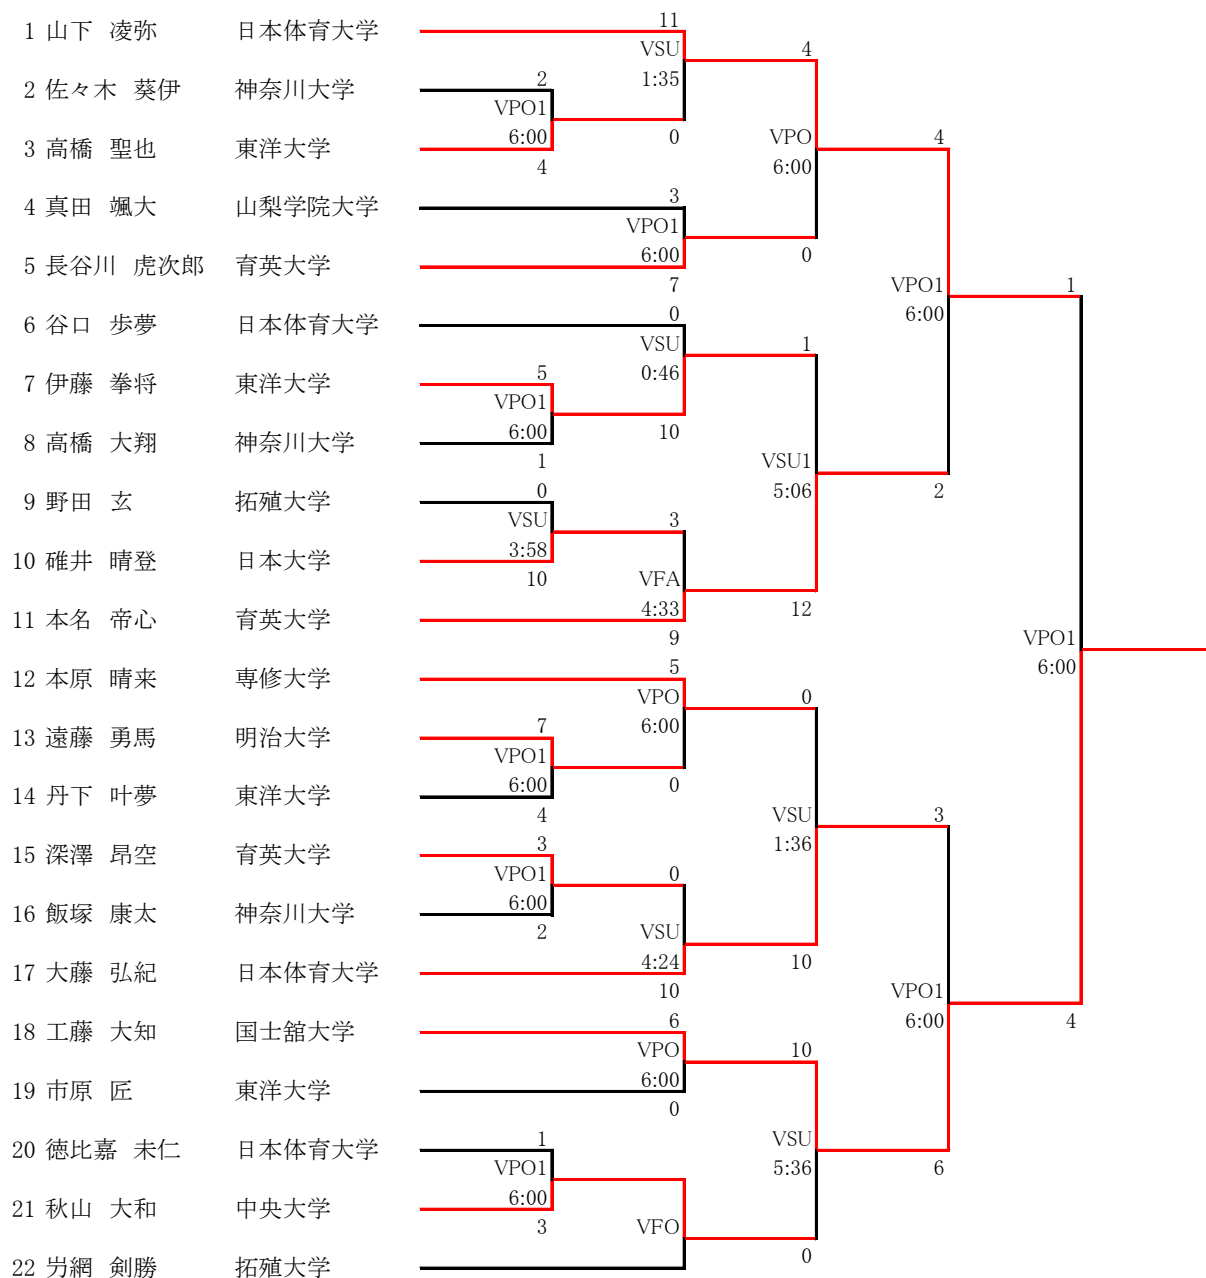 1 山下 凌弥 日本体育大学 11
VSU 4
2 佐々木 葵伊 神奈川大学 2 1:35
VPO1
3 高橋 聖也 東洋大学 6:00 0 VPO 4
4 6:00
4 真田 颯大 山梨学院大学 3
VPO1
5 長谷川 虎次郎 育英大学 6:00 0
7 VPO1 1
6 谷口 歩夢 日本体育大学 0 6:00
VSU 1
7 伊藤 拳将 東洋大学 5 0:46
VPO1
8 高橋 大翔 神奈川大学 6:00 10
1 VSU1
9 野田 玄 拓殖大学 0 5:06 2
VSU 3
10 碓井 晴登 日本大学 3:58
10 VFA
11 本名 帝心 育英大学 4:33 12
9 VPO1
12 本原 晴来 専修大学 5 6:00
VPO 0
13 遠藤 勇馬 明治大学 7 6:00
VPO1
14 丹下 叶夢 東洋大学 6:00 0
4 VSU 3
15 深澤 昂空 育英大学 3 1:36
VPO1 0
16 飯塚 康太 神奈川大学 6:00
2 VSU
17 大藤 弘紀 日本体育大学 4:24 10
10 VPO1
18 工藤 大知 国士舘大学 6 6:00 4
VPO 10
19 市原 匠 東洋大学 6:00
0
20 徳比嘉 未仁 日本体育大学 1 VSU
VPO1 5:36 6
21 秋山 大和 中央大学 6:00
3 VFO
22 網 剣勝 拓殖大学 0